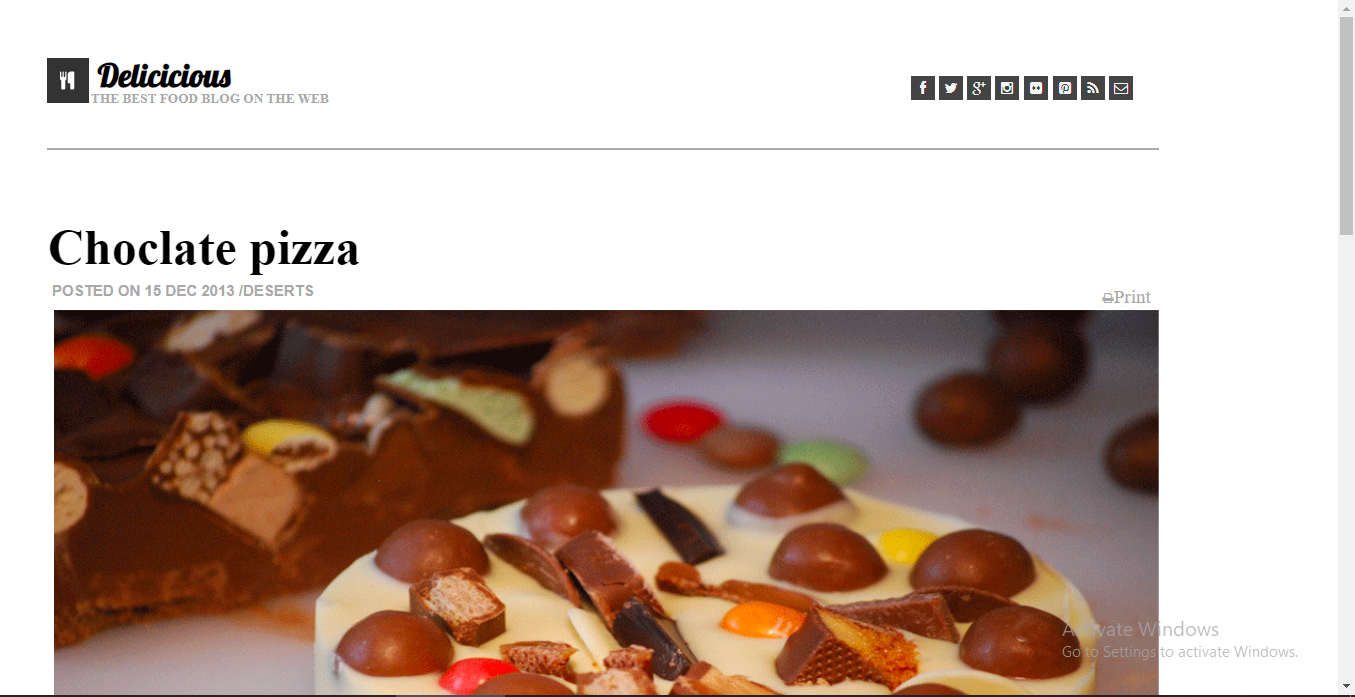 Delicicious
THE BEST FOOD BLOG ON THE WEB
Choclate pizza
POSTED ON 15 DEC 2013 /DESERTS
Print
Activate Windows
Go to Settings to activate Windows.